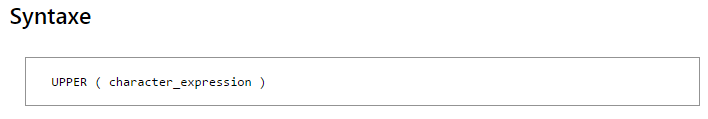 Syntaxe
UPPER ( character_expression )